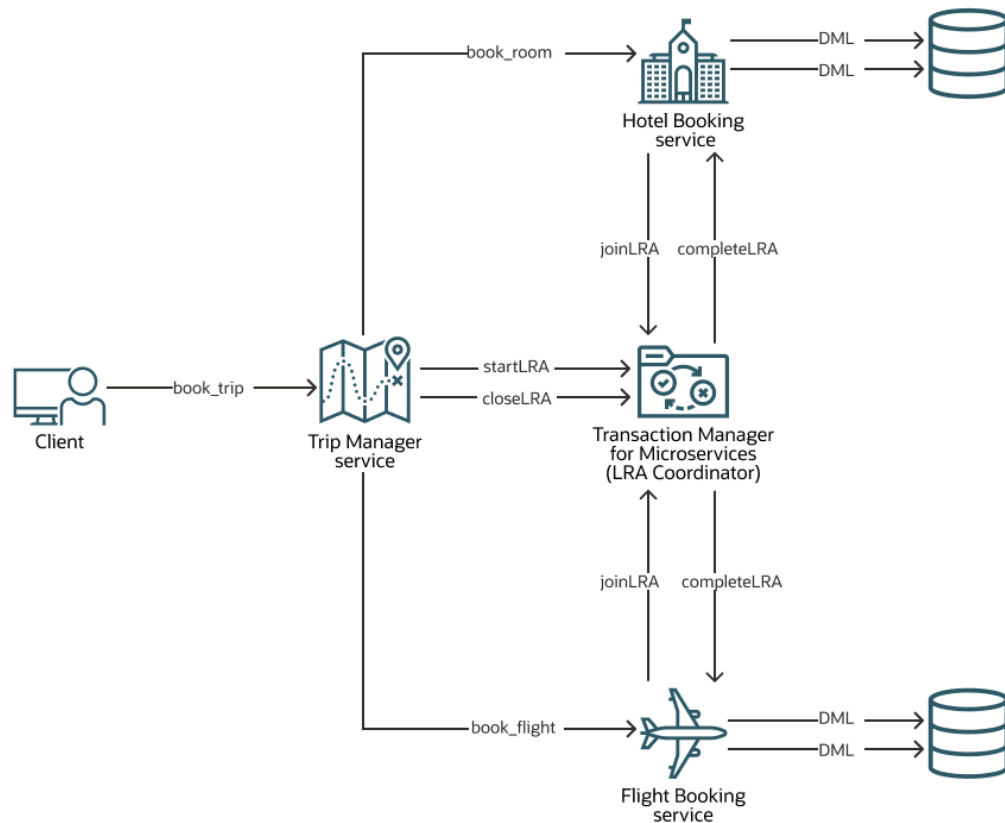 book_room
DML
DML
Hotel Booking
service
joinLRA
completeLRA
startLRA
book_trip
closeLRA
Client
Trip Manager
service
Transaction Manager
for Microservices
(LRA Coordinator)
joinLRA
completeLRA
book_flight
DML
DML
Flight Booking
service